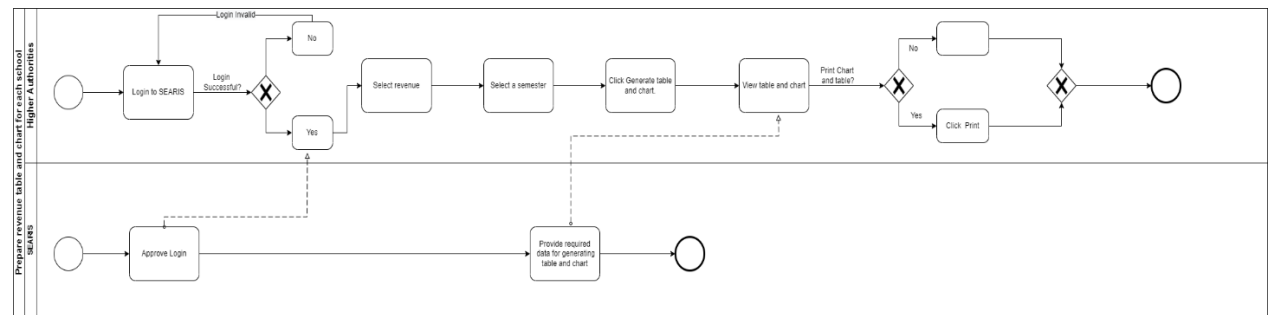 Prepare revenue table and chart for each school
Higher Authorities
Login Invalid
No
Login to SEARIS
Login
Successful?
Yes
Select revenue
Select a semester
Click Generate table
and chart.
View table and chart
Print Chart
and table?
No
Yes
Click Print
SEARIS
Approve Login
Provide required
data for generating
table and chart